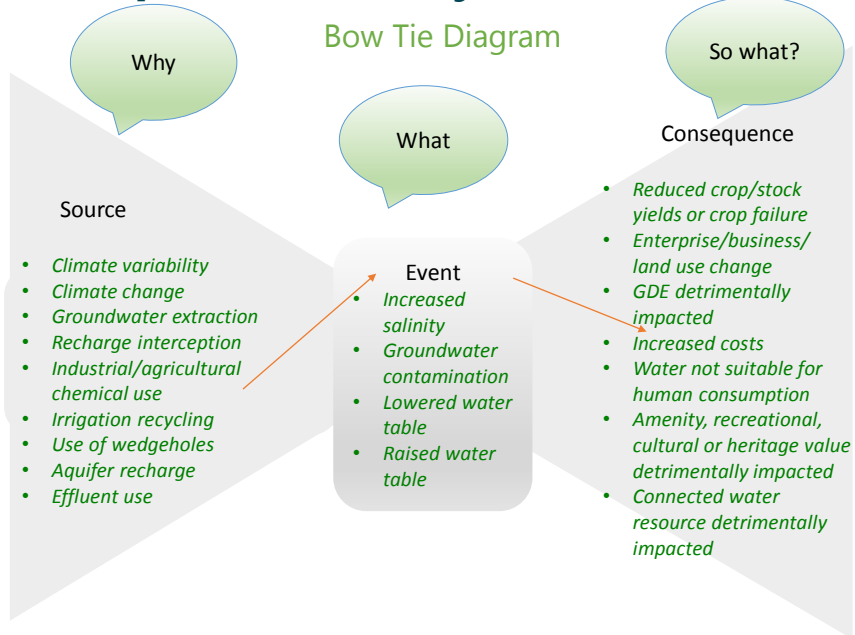 Bow Tie Diagram
Why
What
So what?
Source
• Climate variability
• Climate change
• Groundwater extraction
• Recharge interception
• Industrial/agricultural
chemical use
• Irrigation recycling
• Use of wedgeholes
• Aquifer recharge
• Effluent use
Event
• Increased
salinity
• Groundwater
contamination
• Lowered water
table
• Raised water
table
Consequence
• Reduced crop/stock
yields or crop failure
• Enterprise/business/
land use change
• GDE detrimentally
impacted
• Increased costs
• Water not suitable for
human consumption
• Amenity, recreational,
cultural or heritage value
detrimentally impacted
• Connected water
resource detrimentally
impacted